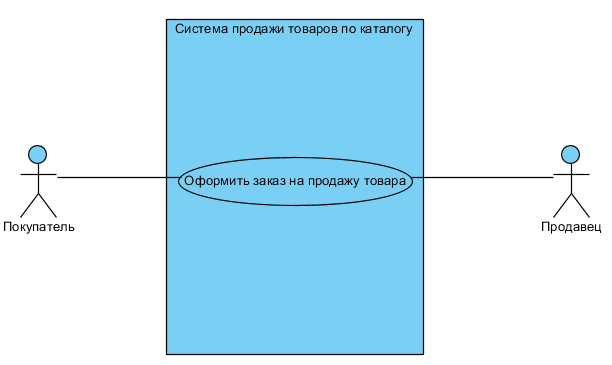 Система продажи товаров по каталогу
Оформить заказ на продажу товара
Покупатель
Продавец